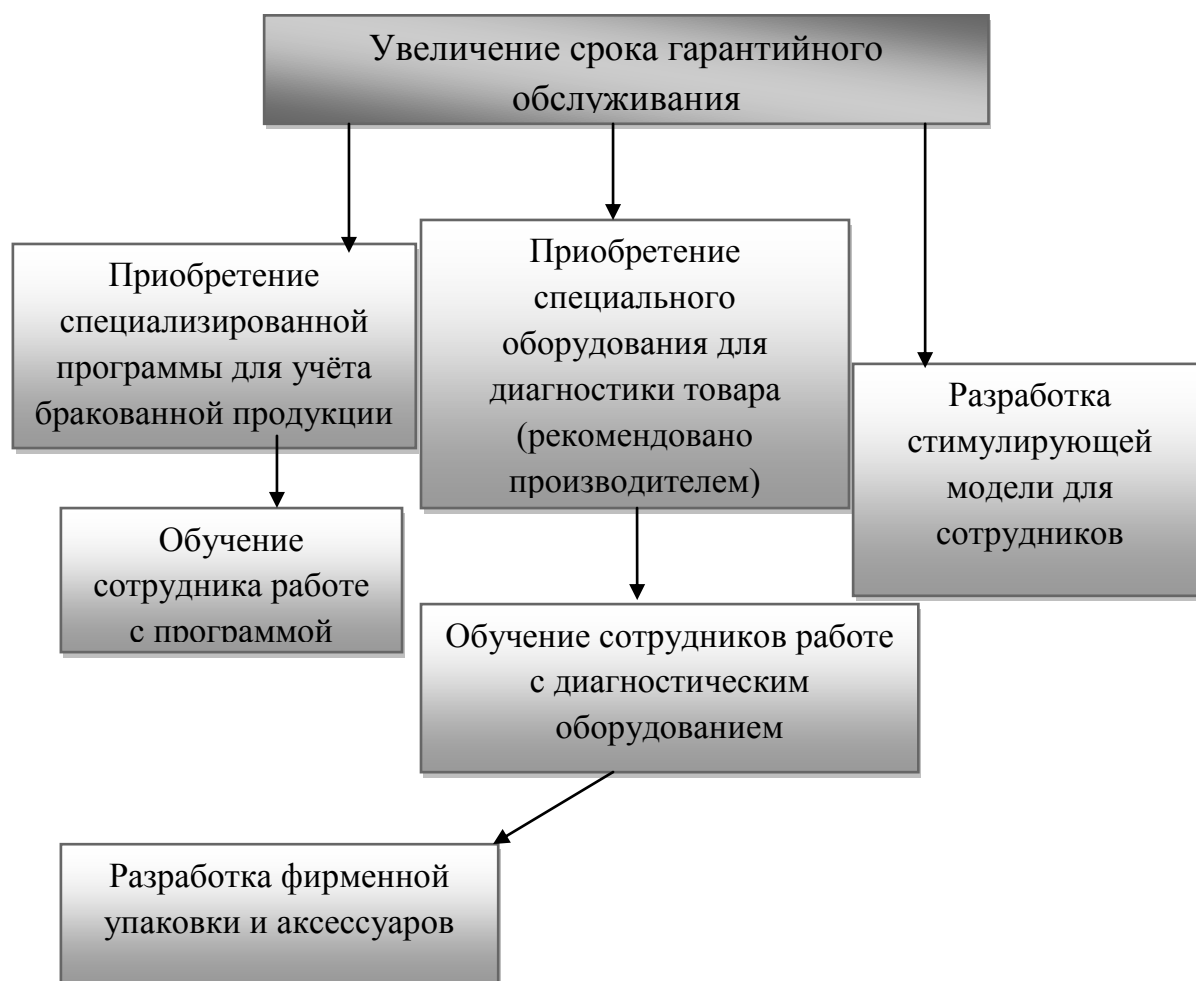 Увеличение срока гарантийного
обслуживания
Приобретение
специализированной
программы для учёта
бракованной продукции
Приобретение
специального
оборудования для
диагностики товара
(рекомендовано
производителем)
Разработка
стимулирующей
модели для
сотрудников
Обучение
сотрудника работе
с программой
Обучение сотрудников работе
с диагностическим
оборудованием
Разработка фирменной
упаковки и аксессуаров